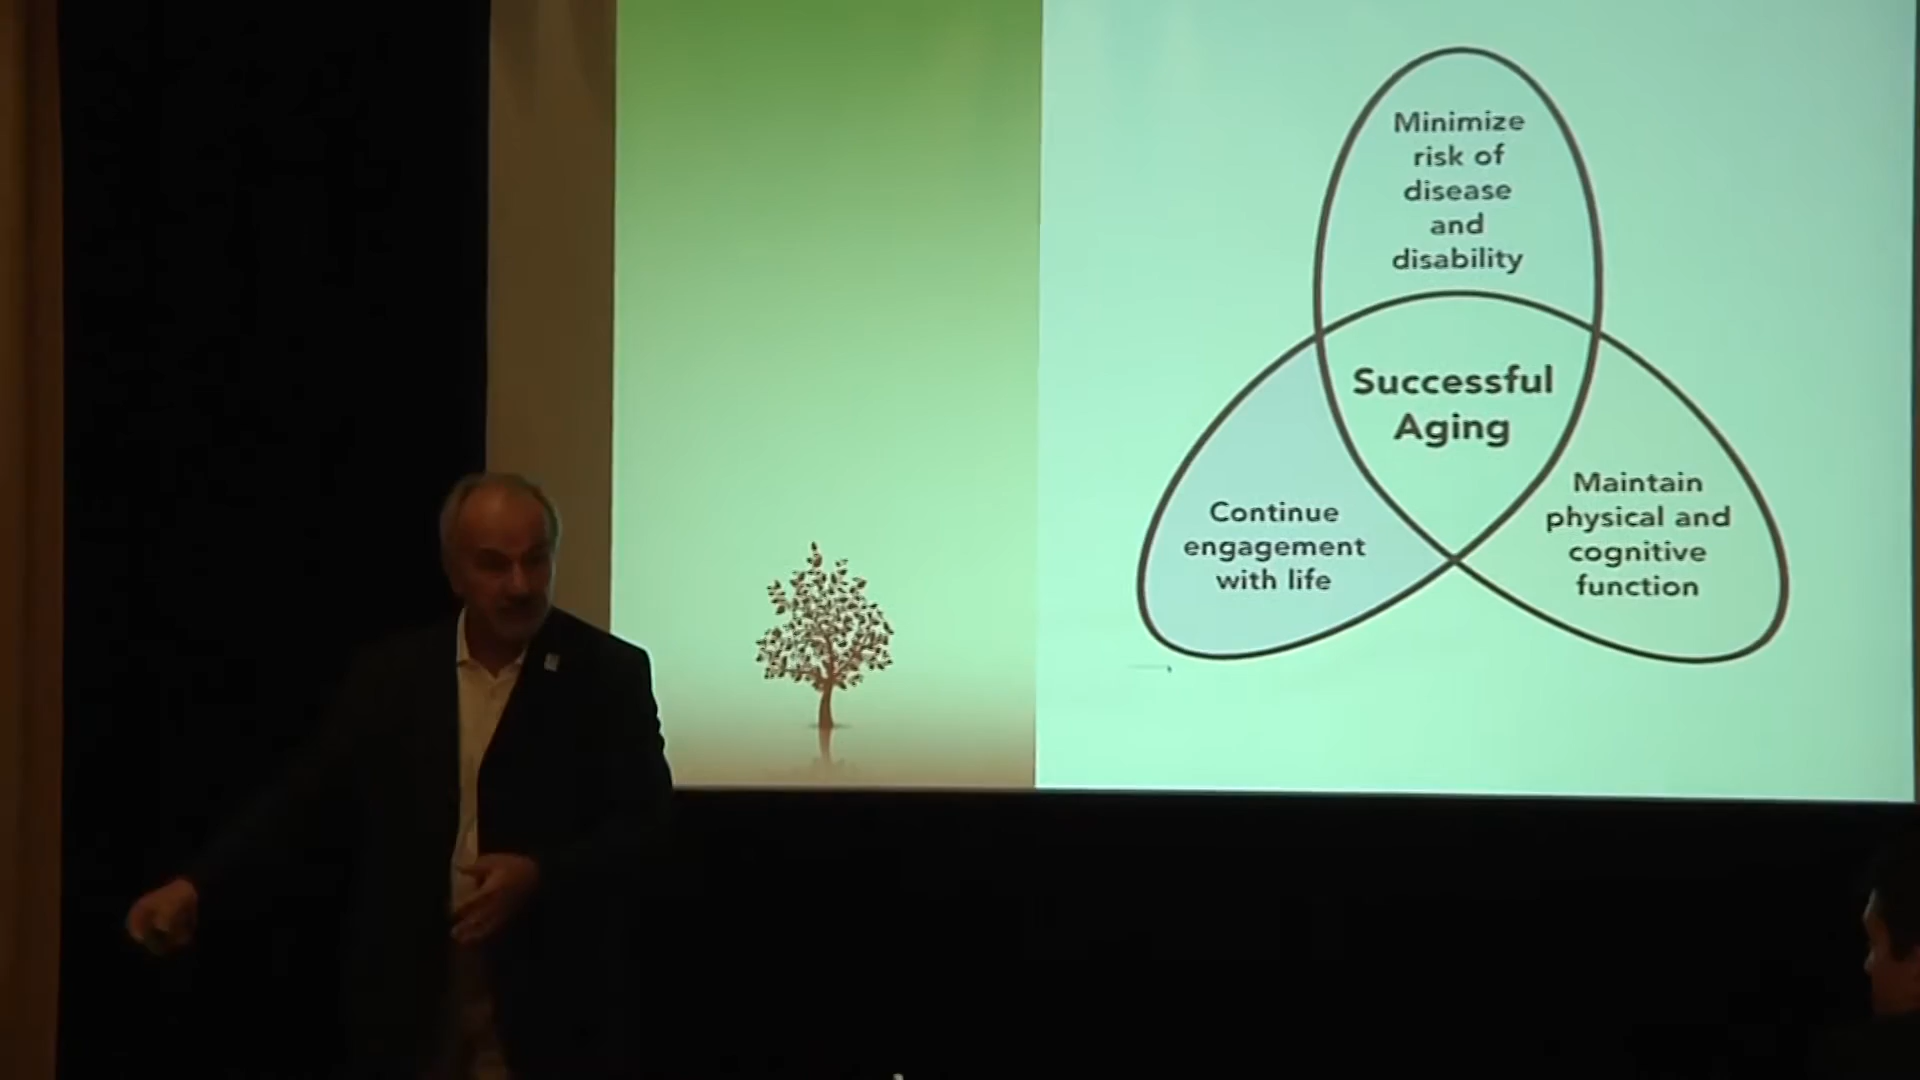 Minimize
risk of
disease
and
disability
Successful
Aging
Continue
engagement
with life
Maintain
physical and
cognitive
function